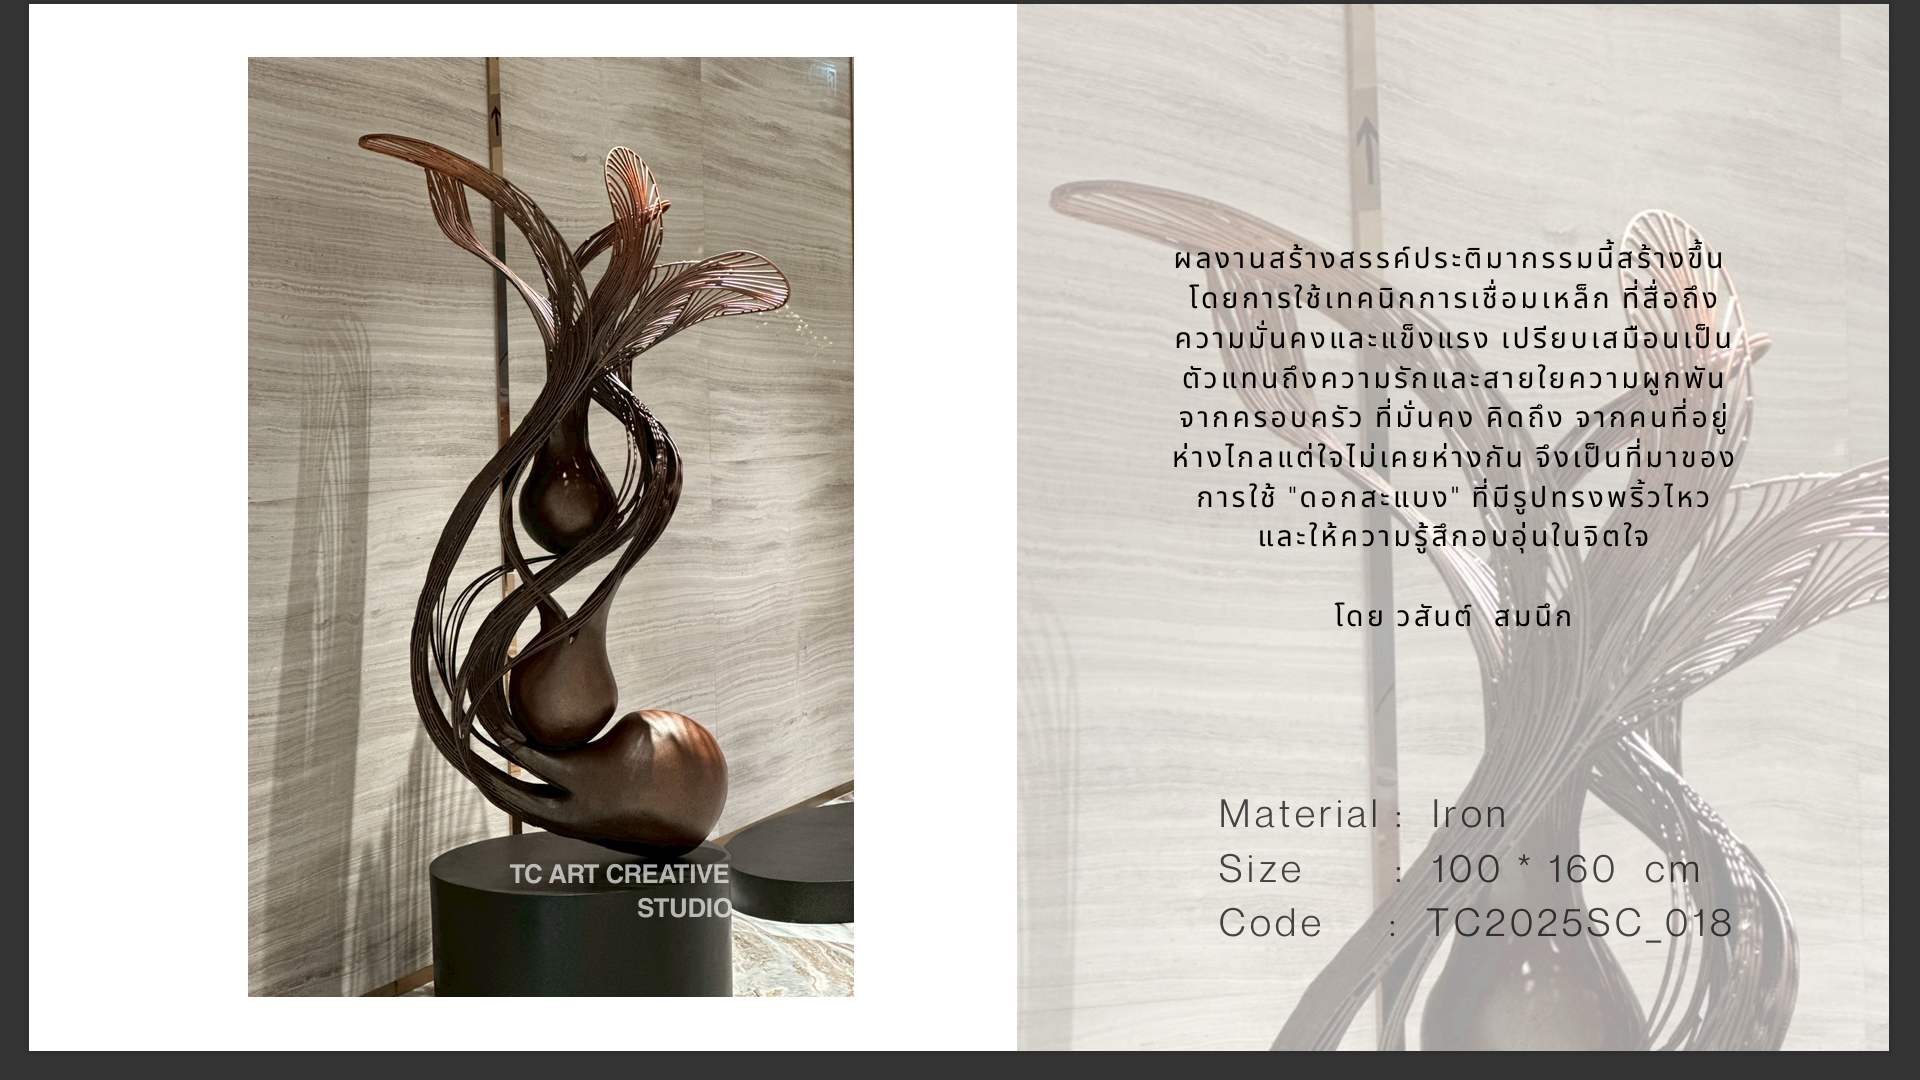 TC ART CREATIVE
STUDIO
ผลงานสร้างสรรค์ประติมากรรมนี้สร้างขึ้น
โดยการใช้เทคนิกการเชื่อมเหล็ก ที่สื่อถึง
ความมั่นคงและแข็งแรง เปรียบเสมือนเป็น
ตัวแทนถึงความรักและสายใยความผูกพัน
จากครอบครัว ที่มั่นคง คิดถึง จากคนที่อยู่
ห่างไกลแต่ใจไม่เคยห่างกัน จึงเป็นที่มาของ
การใช้ "ดอกสะแบง" ที่มีรูปทรงพริ้วไหว
และให้ความรู้สึกอบอุ่นในจิตใจ
โดย วสันต์  สมนึก
Material : Iron
Size : 100 * 160 cm
Code : TC2025SC_018